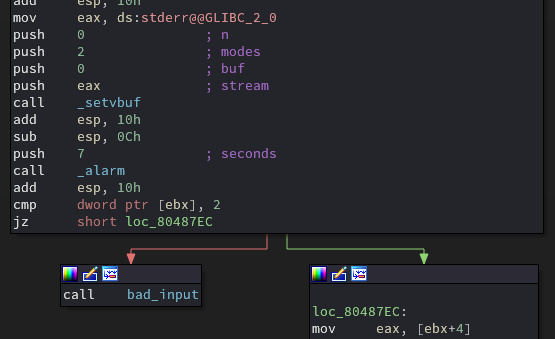 add     esp, 10h
mov     eax, ds:stderr@@GLIBC_2_0
push    0               ; n
push    2               ; modes
push    0               ; buf
push    eax             ; stream
call    _setvbuf
add     esp, 10h
sub     esp, 0Ch
push    7               ; seconds
call    _alarm
add     esp, 10h
cmp     dword ptr [ebx], 2
jz      short loc_80487EC
call    bad_input
loc_80487EC:
mov     eax, [ebx+4]